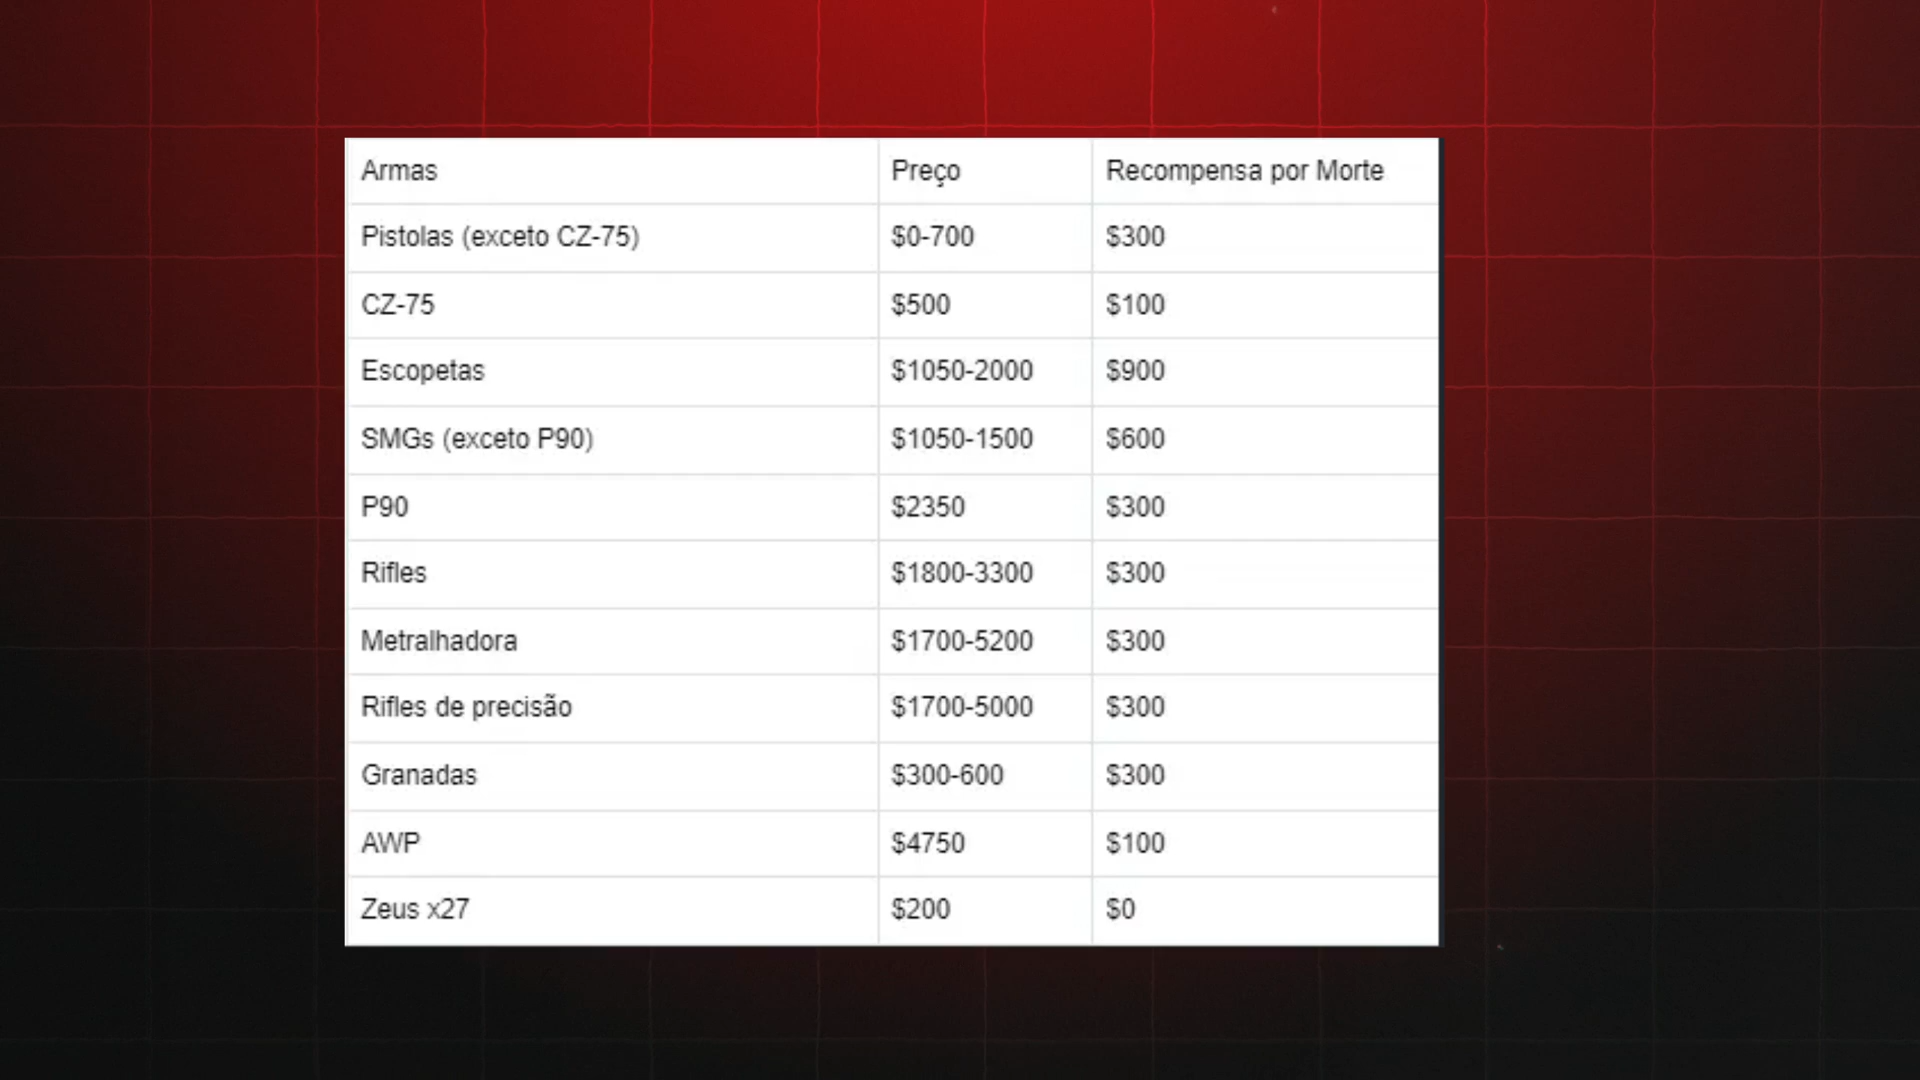 Armas Preço Recompensa por Morte
Pistolas (exceto CZ-75) $0-700 $300
CZ-75 $500 $100
Escopetas $1050-2000 $900
SMGs (exceto P90) $1050-1500 $600
P90 $2350 $300
Rifles $1800-3300 $300
Metralhadora $1700-5200 $300
Rifles de precisão $1700-5000 $300
Granadas $300-600 $300
AWP $4750 $100
Zeus x27 $200 $0